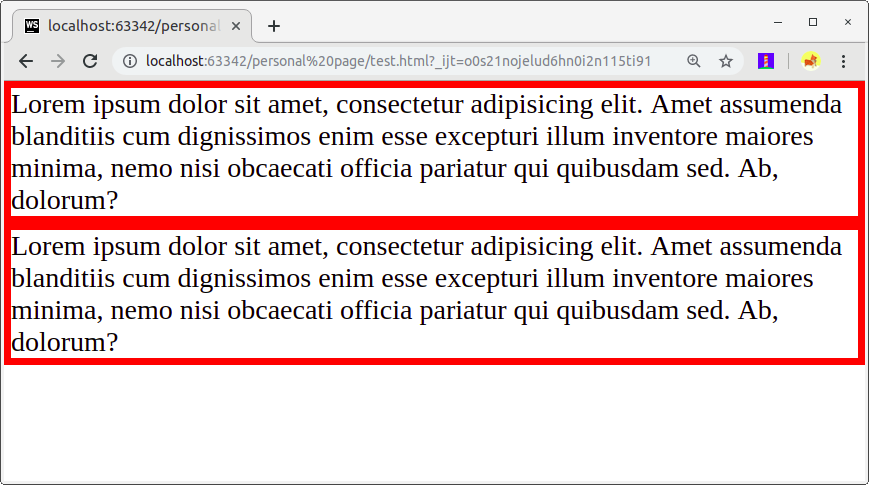 WS localhost:63342/persona
localhost:63342/personal%20page/test.html?_ijt=o0s21nojelud6hn0i2n115ti91
Lorem ipsum dolor sit amet, consectetur adipisicing elit. Amet assumenda
blanditiis cum dignissimos enim esse excepturi illum inventore maiores
minima, nemo nisi obcaecati officia pariatur qui quibusdam sed. Ab,
dolorum?
Lorem ipsum dolor sit amet, consectetur adipisicing elit. Amet assumenda
blanditiis cum dignissimos enim esse excepturi illum inventore maiores
minima, nemo nisi obcaecati officia pariatur qui quibusdam sed. Ab,
dolorum?